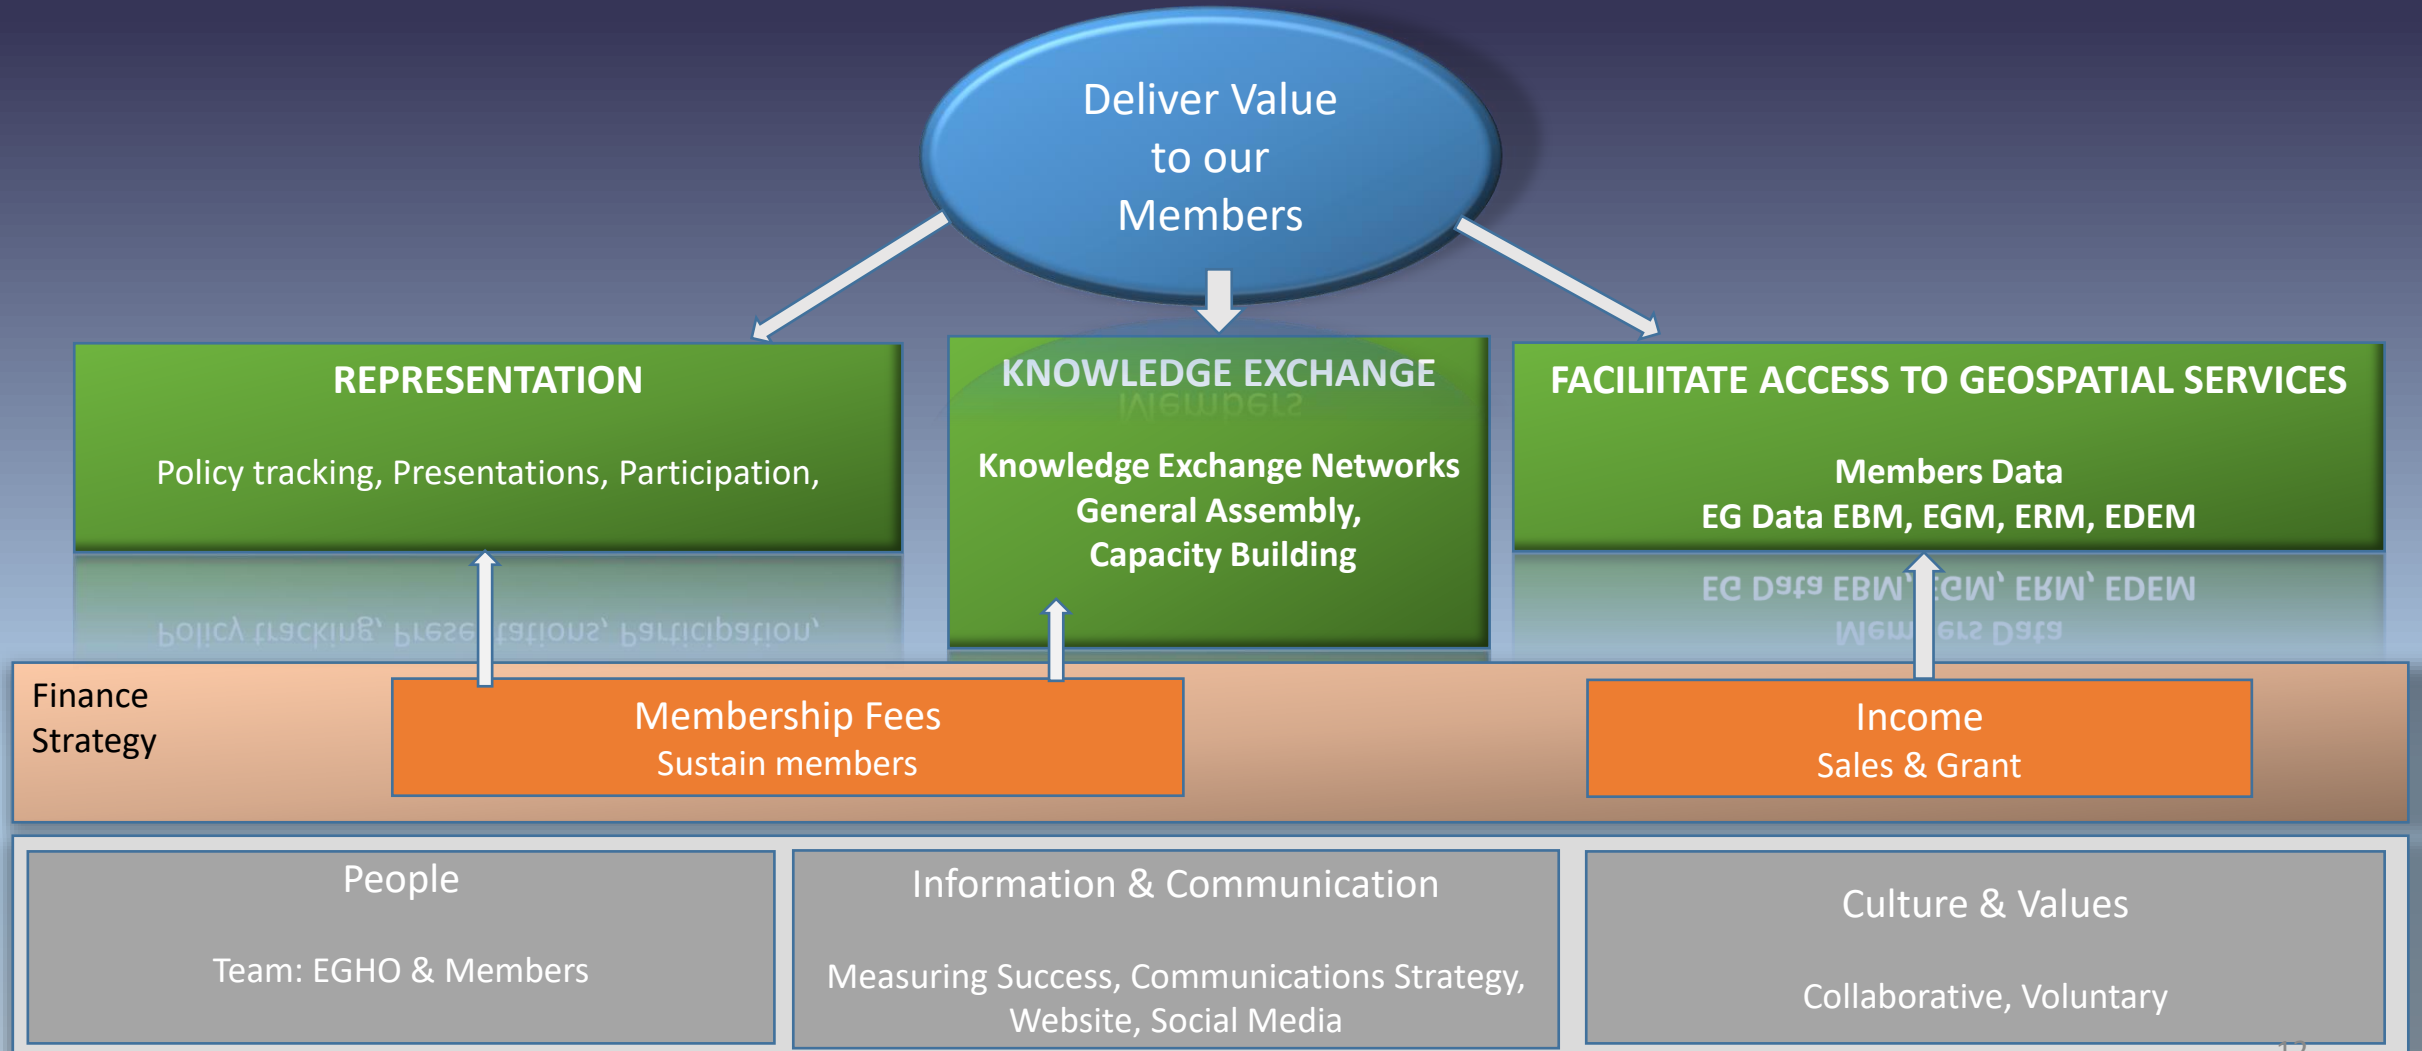 Deliver Value
to our
Members
REPRESENTATION
Policy tracking, Presentations, Participation,
KNOWLEDGE EXCHANGE
Knowledge Exchange Networks
General Assembly,
Capacity Building
FACILIITATE ACCESS TO GEOSPATIAL SERVICES
Members Data
EG Data EBM, EGM, ERM, EDEM
Finance
Strategy
Membership Fees
Sustain members
Income
Sales & Grant
People
Team: EGHO & Members
Information & Communication
Measuring Success, Communications Strategy,
Website, Social Media
Culture & Values
Collaborative, Voluntary